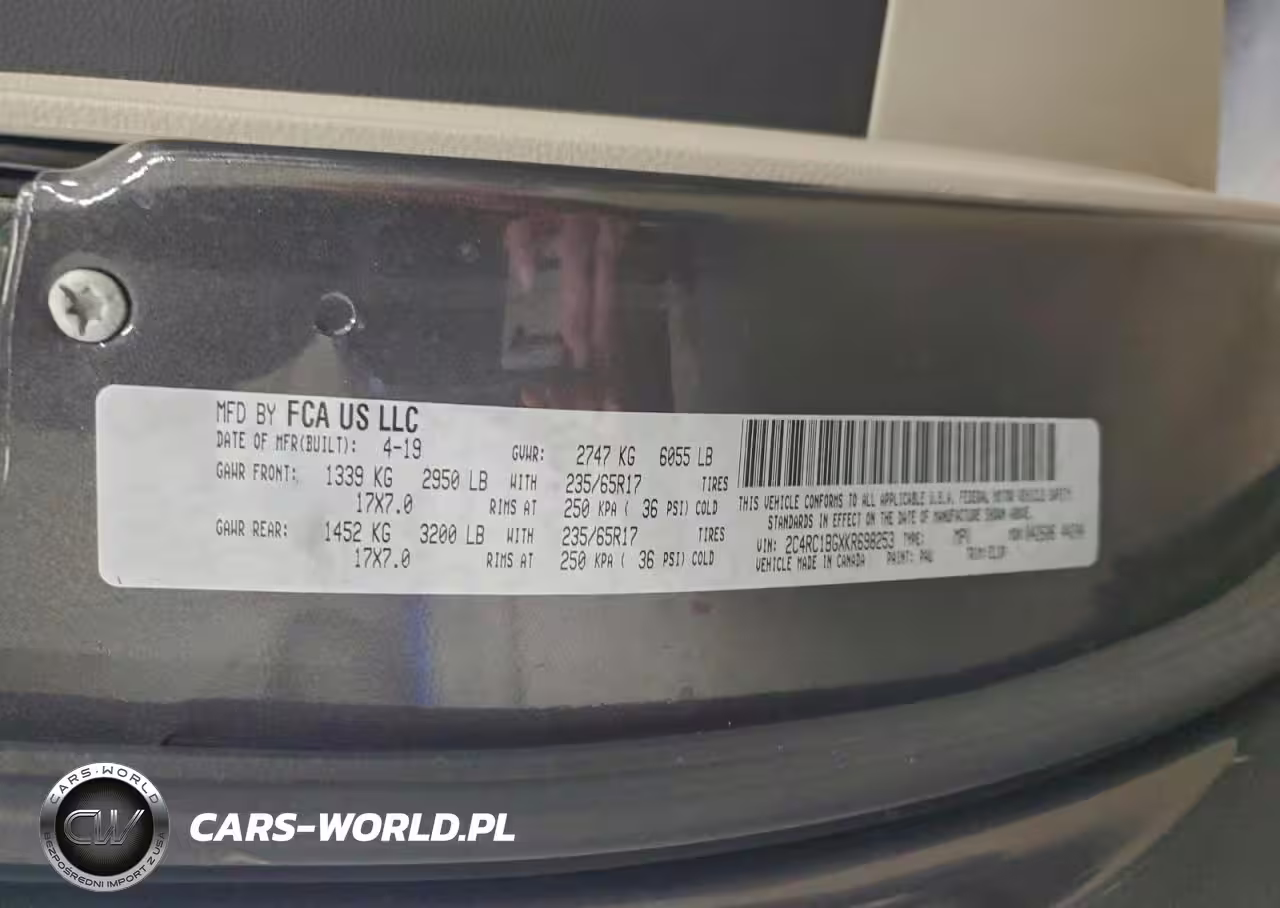 MFD BY FCA US LLC
DATE OF MFR(BUILT): 4-19 GVWR: 2747 KG 6055 LB
GAWR FRONT: 1339 KG 2950 LB WITH 235/65R17 TIRES
17X7.0 RIMS AT 250 KPA ( 36 PSI) COLD
GAWR REAR: 1452 KG 3200 LB WITH 235/65R17 TIRES
17X7.0 RIMS AT 250 KPA ( 36 PSI) COLD
THIS VEHICLE CONFORMS TO ALL APPLICABLE U.S.A. FEDERAL MOTOR VEHICLE SAFETY
STANDARDS IN EFFECT ON THE DATE OF MANUFACTURE SHOWN ABOVE.
VIN: 2C4RC1BGXKR698253 TYPE: MPV
VEHICLE MADE IN CANADA PAINT: PAU TRIM:
CARS-WORLD
CW
BEZPOŚREDNI IMPORT Z USA
CARS-WORLD.PL